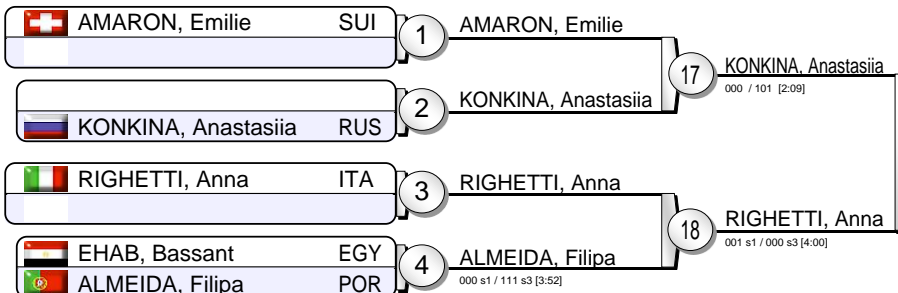 AMARON, Emilie SUI
1
AMARON, Emilie
17
KONKINA, Anastasiia
000 / 101 [2:09]
2
KONKINA, Anastasiia
KONKINA, Anastasiia RUS
RIGHETTI, Anna ITA
3
RIGHETTI, Anna
18
RIGHETTI, Anna
001 s1 / 000 s3 [4:00]
EHAB, Bassant EGY
4
ALMEIDA, Filipa
000 s1 / 111 s3 [3:52]
ALMEIDA, Filipa POR